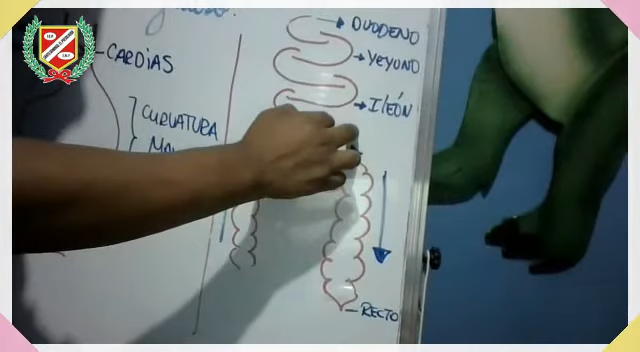 CARDIAS
CURVATURA
DUODENO
YEYUNO
ILEÓN
RECTO